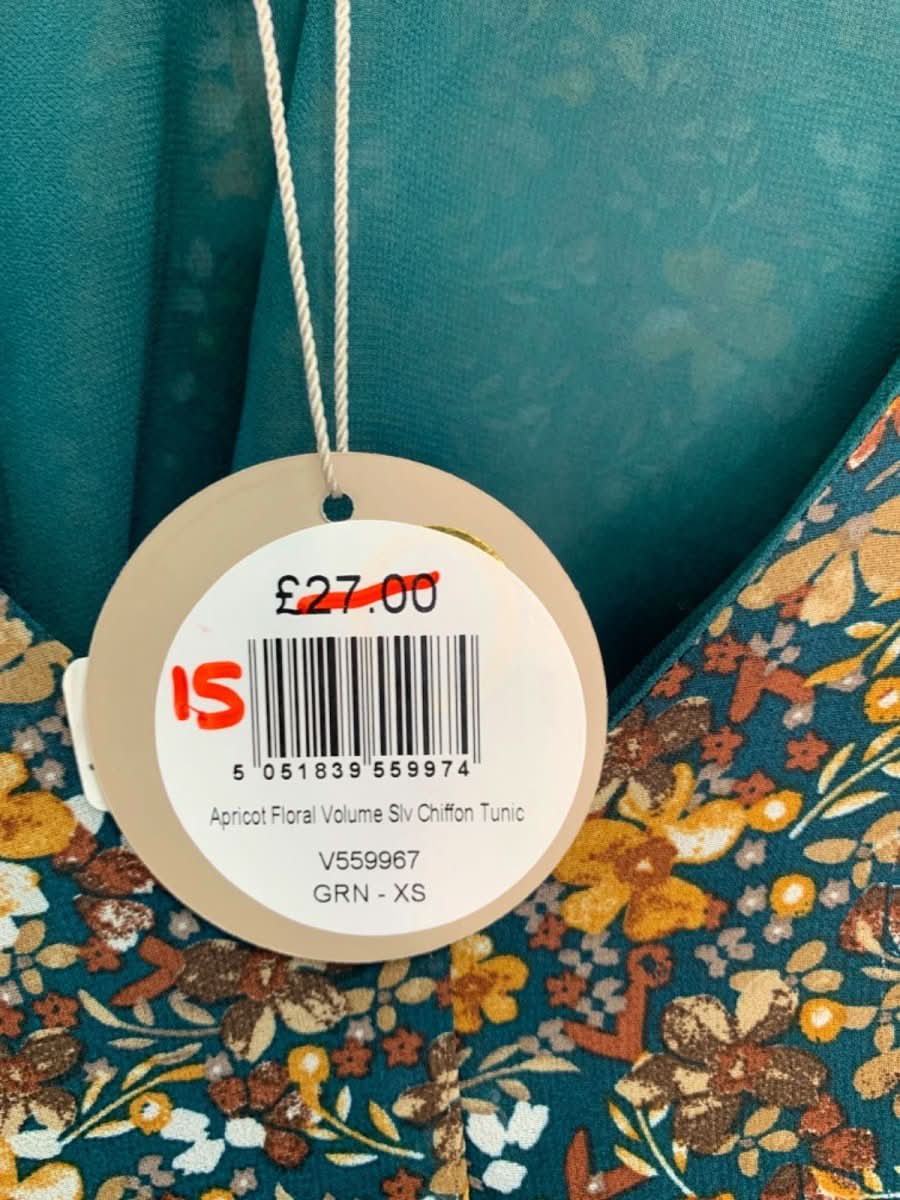 £27.00
15
5 051839 559974
Apricot Floral Volume Slv Chiffon Tunic
V559967
GRN - XS